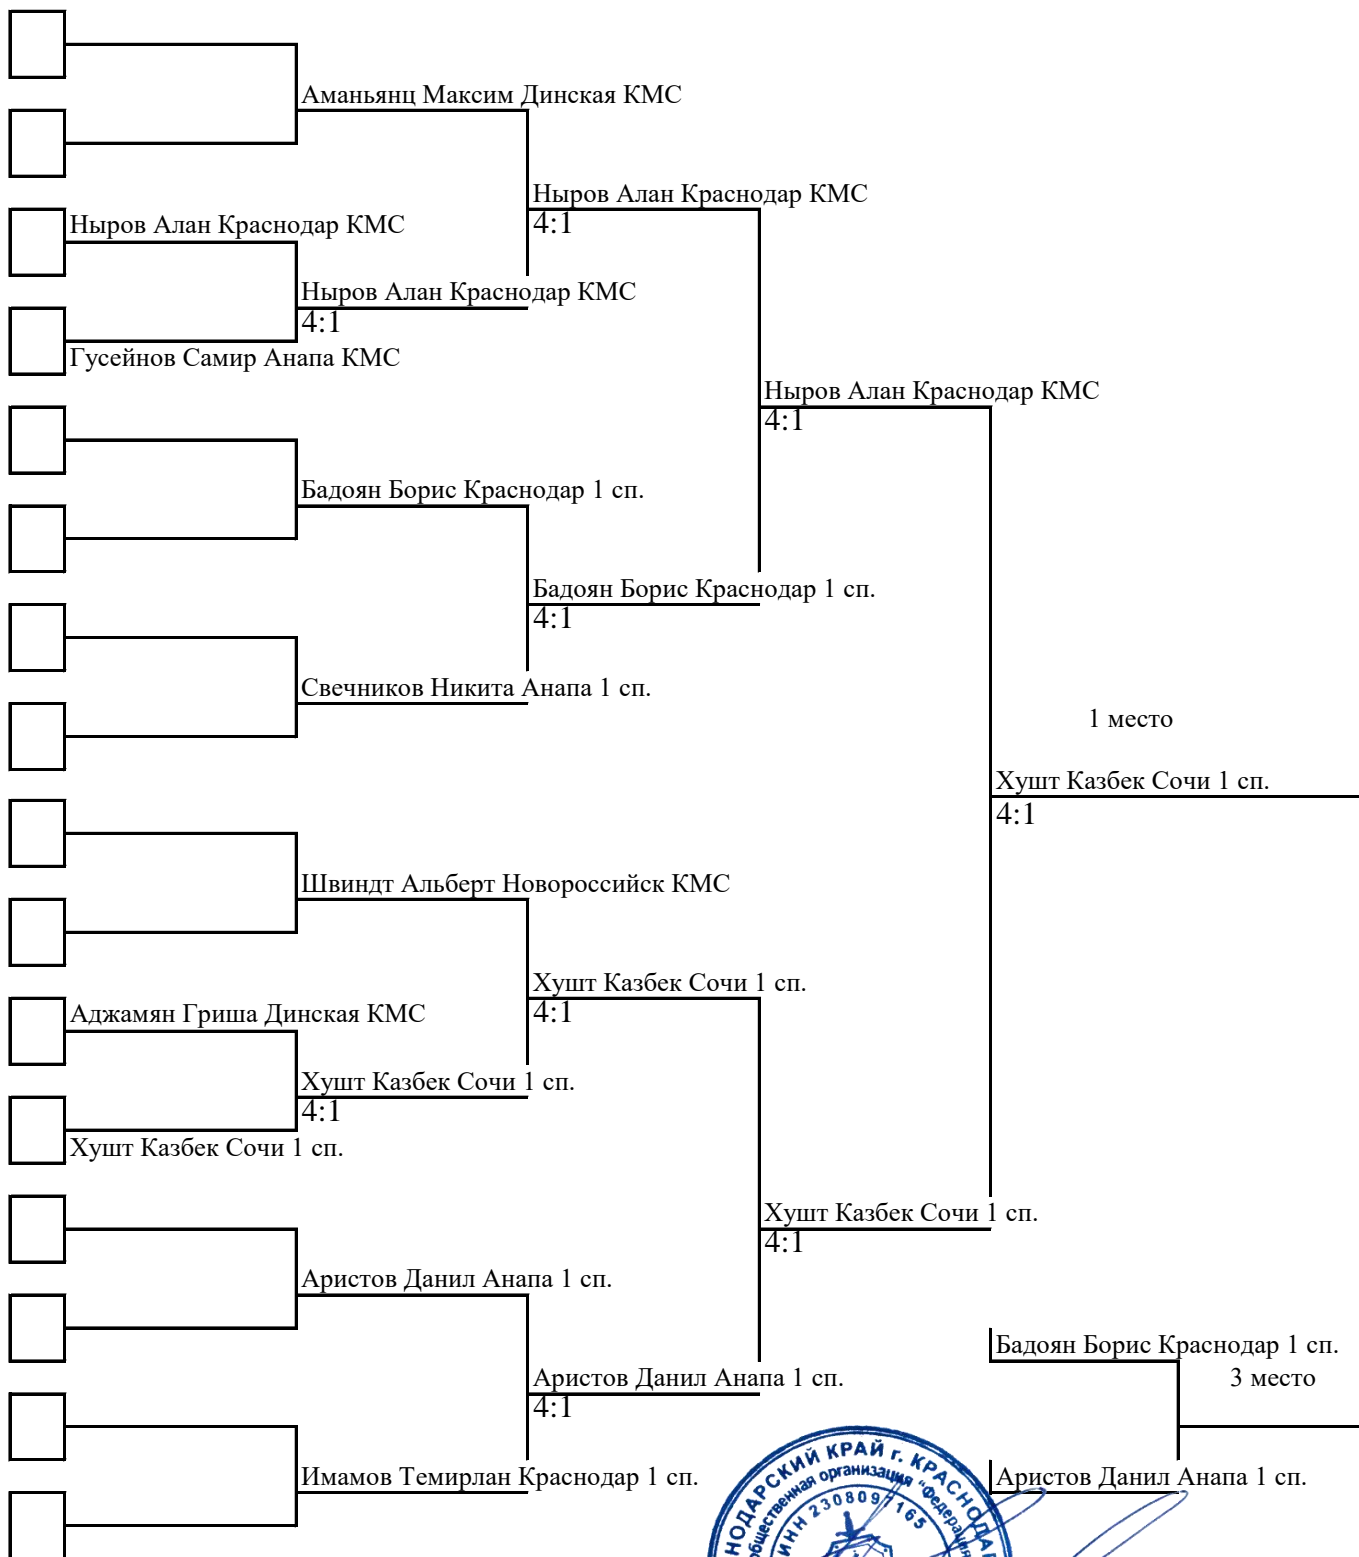 Аманьянц Максим Динская КМС
Ныров Алан Краснодар КМС
4:1
Ныров Алан Краснодар КМС
Ныров Алан Краснодар КМС
4:1
Гусейнов Самир Анапа КМС
Ныров Алан Краснодар КМС
4:1
Бадоян Борис Краснодар 1 сп.
Бадоян Борис Краснодар 1 сп.
4:1
Свечников Никита Анапа 1 сп.
1 место
Хушт Казбек Сочи 1 сп.
4:1
Швиндт Альберт Новороссийск КМС
Хушт Казбек Сочи 1 сп.
4:1
Аджамян Гриша Динская КМС
Хушт Казбек Сочи 1 сп.
4:1
Хушт Казбек Сочи 1 сп.
Хушт Казбек Сочи 1 сп.
4:1
Аристов Данил Анапа 1 сп.
Бадоян Борис Краснодар 1 сп.
3 место
Аристов Данил Анапа 1 сп.
4:1
Имамов Темирлан Краснодар 1 сп.
Аристов Данил Анапа 1 сп.
НОДАРСКИЙ КРАЙ г. КРАСНОДАР
общественная организация "Федерация
ИНН 2308097165